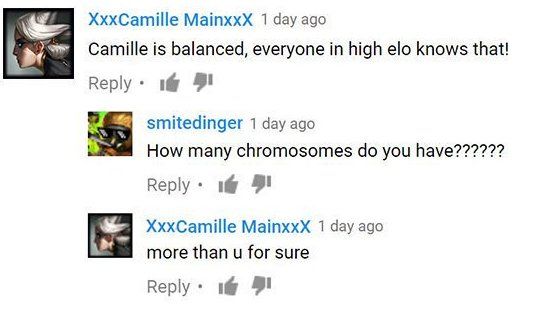 XxxCamille MainxxX 1 day ago
Camille is balanced, everyone in high elo knows that!
Reply •
smitedinger 1 day ago
How many chromosomes do you have??????
Reply •
XxxCamille MainxxX 1 day ago
more than u for sure
Reply •